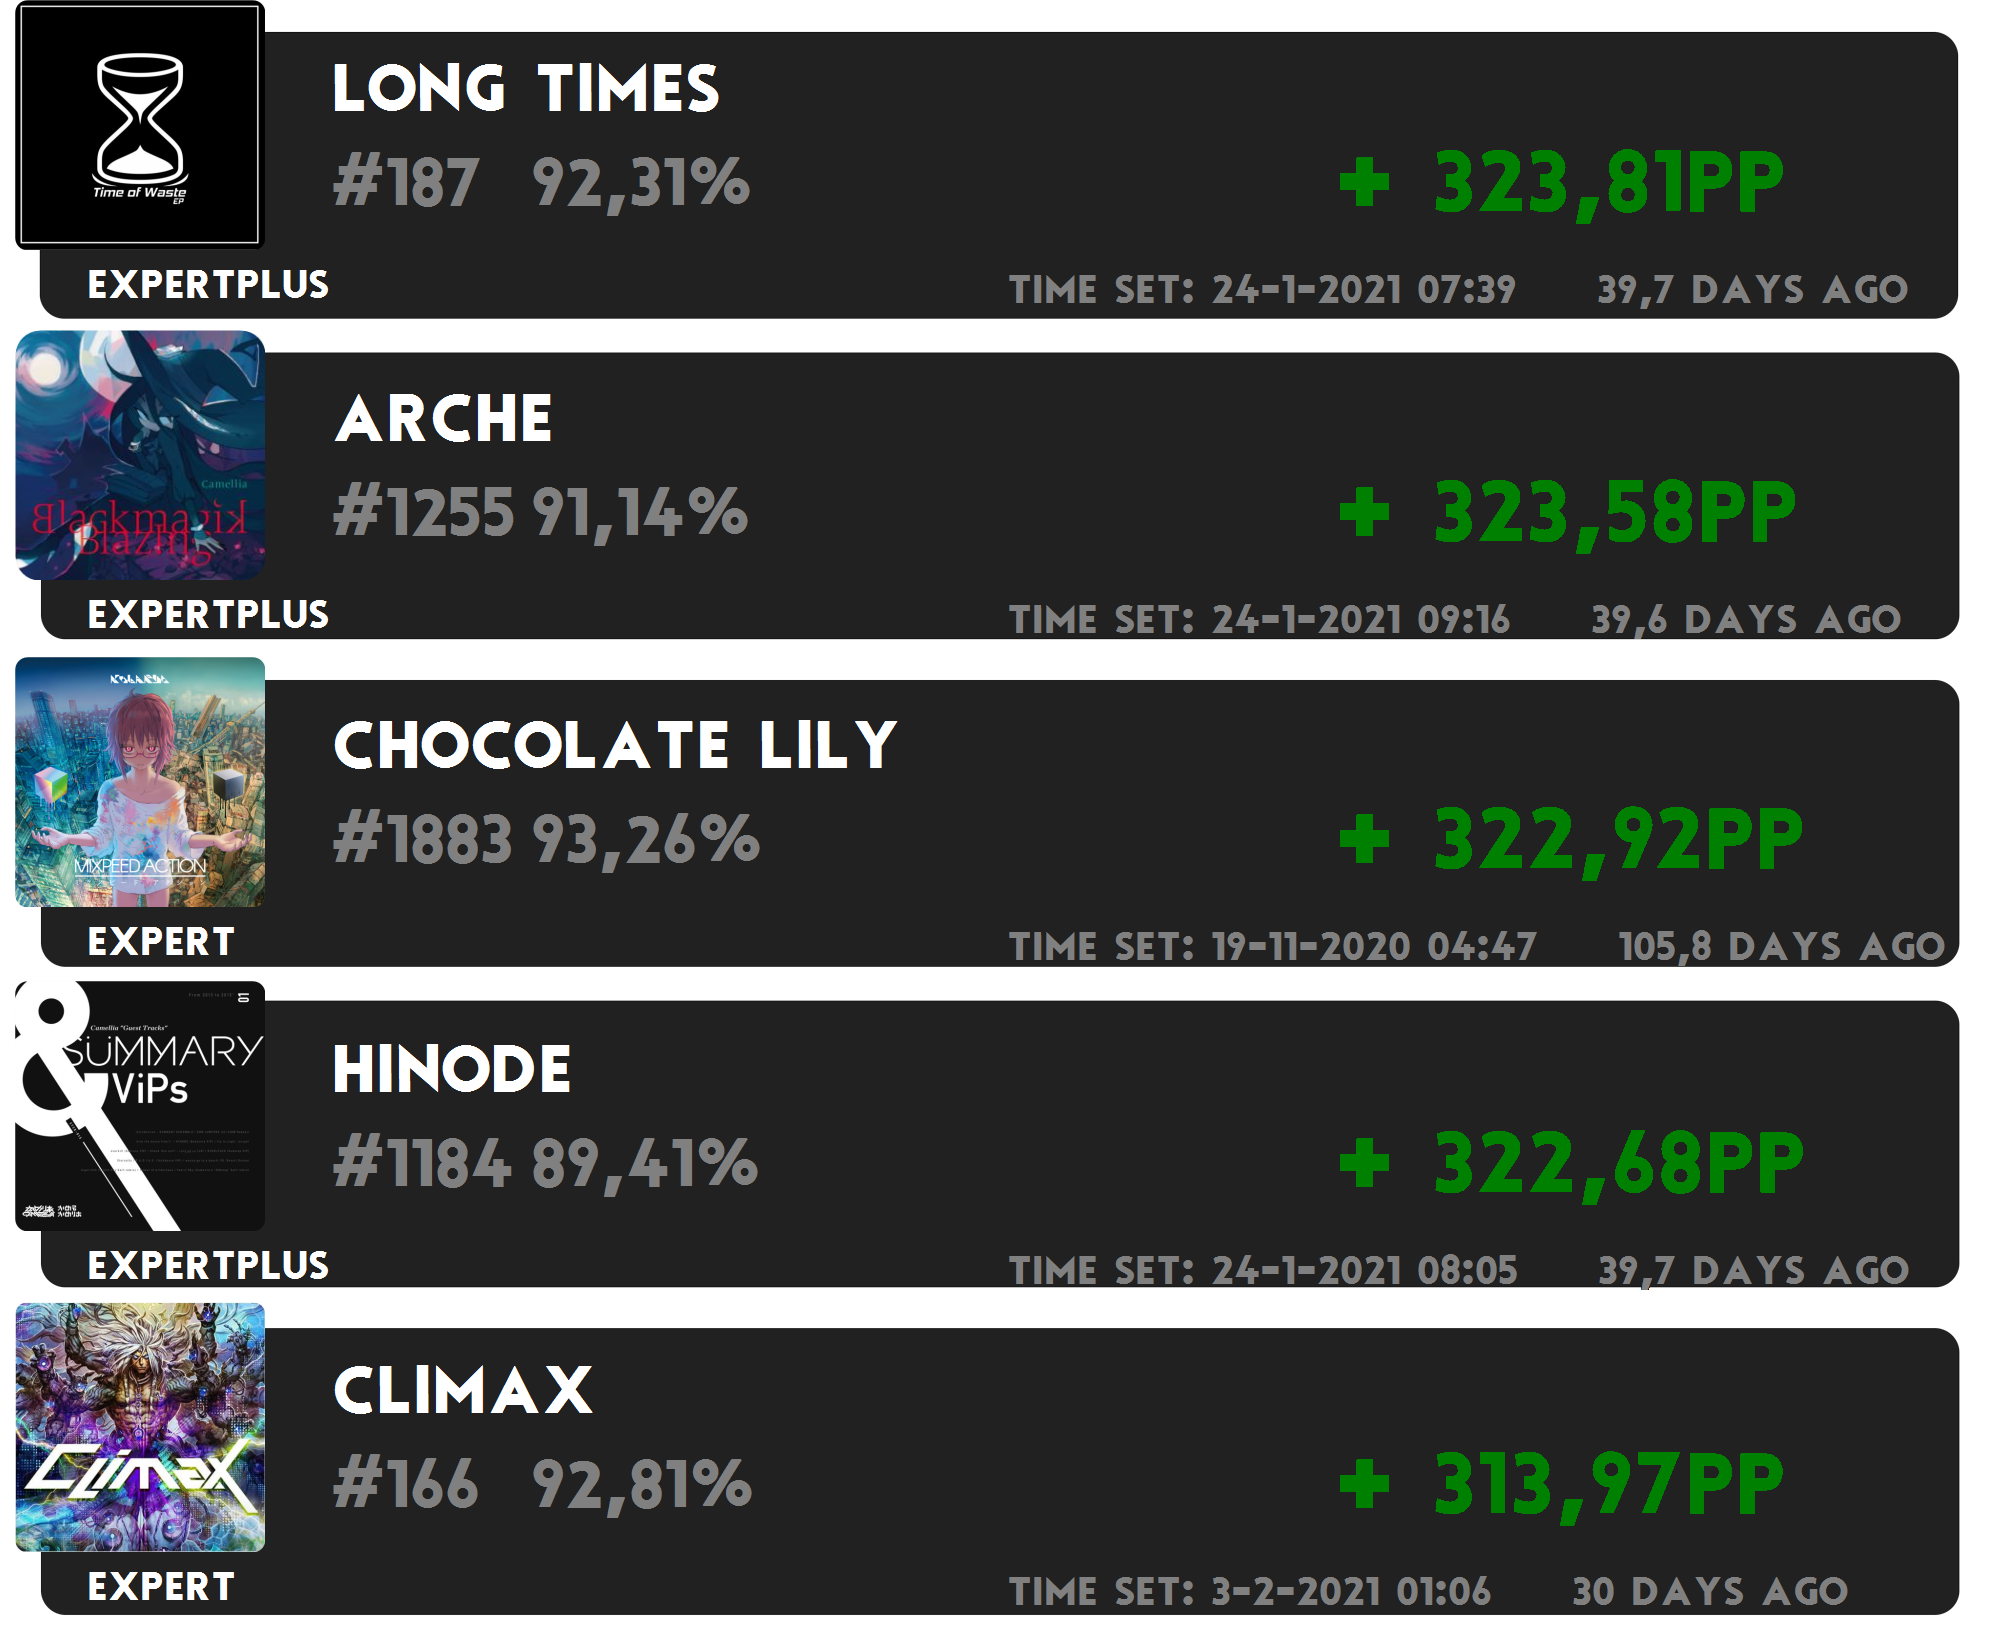 Time of Waste
EP
LONG TIMES
#187 92,31%
+ 323,81PP
EXPERTPLUS
TIME SET: 24-1-2021 07:39 39,7 DAYS AGO
Camellia
Blackmagik
Blazing
ARCHE
#1255 91,14%
+ 323,58PP
EXPERTPLUS
TIME SET: 24-1-2021 09:16 39,6 DAYS AGO
MIXPEED ACTION
CHOCOLATE LILY
#1883 93,26%
+ 322,92PP
EXPERT
TIME SET: 19-11-2020 04:47 105,8 DAYS AGO
01
Camellia "Guest Tracks"
SUMMARY
& ViPs
HINODE
#1184 89,41%
+ 322,68PP
EXPERTPLUS
TIME SET: 24-1-2021 08:05 39,7 DAYS AGO
Climax
CLIMAX
#166 92,81%
+ 313,97PP
EXPERT
TIME SET: 3-2-2021 01:06 30 DAYS AGO